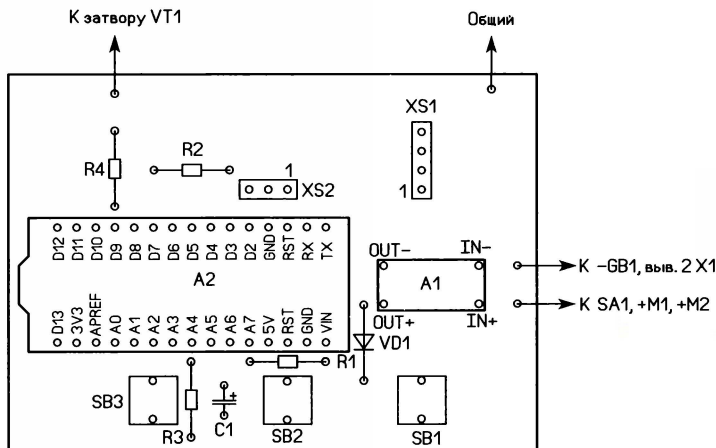 К затвору VT1
Общий
XS1
R2
1
R4
XS2
1
D12 D11 D10 D9 D8 D7 D6 D5 D4 D3 D2 GND RST RX TX
OUT- IN-
К -GB1, выв. 2 X1
A2
A1
К SA1, +M1, +M2
D13 3V3 APREF A0 A1 A2 A3 A4 A5 A6 A7 5V RST GND VIN
OUT+ IN+
VD1
R1
SB3
R3
C1
+
SB2
SB1